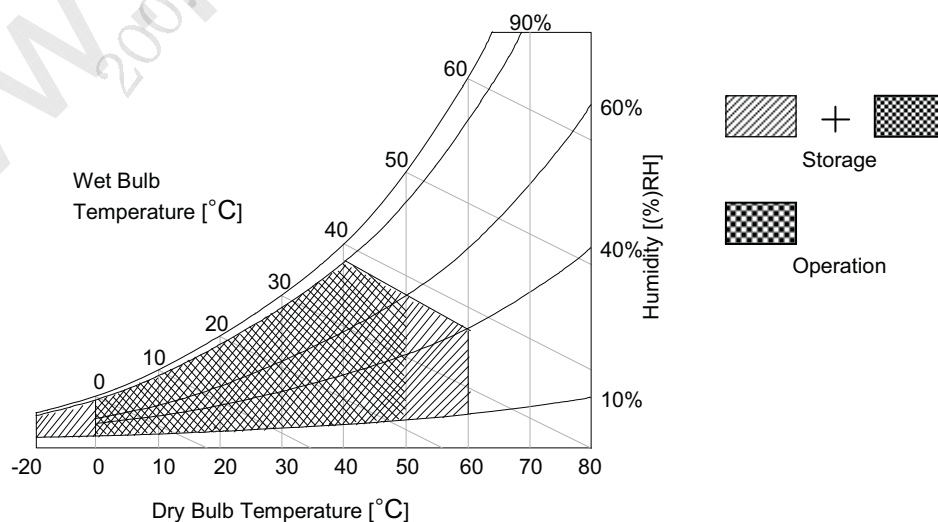 90%
60
60%
50
Wet Bulb
Temperature [°C]
Storage
40
40%
Humidity [(%)RH]
30
Operation
20
10
0
10%
-20 0 10 20 30 40 50 60 80
Dry Bulb Temperature [°C]
+
200
W.